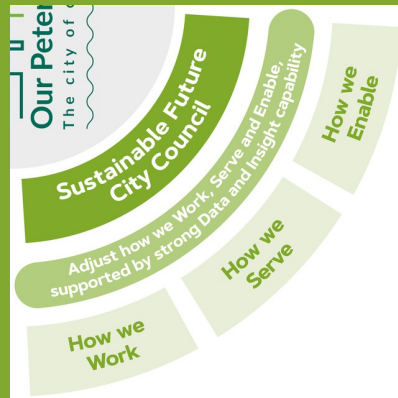 Our Peter
The city of
Sustainable Future
City Council
Adjust how we Work, Serve and Enable,
supported by strong Data and Insight capability
How we
Work
How we
Serve
How we
Enable